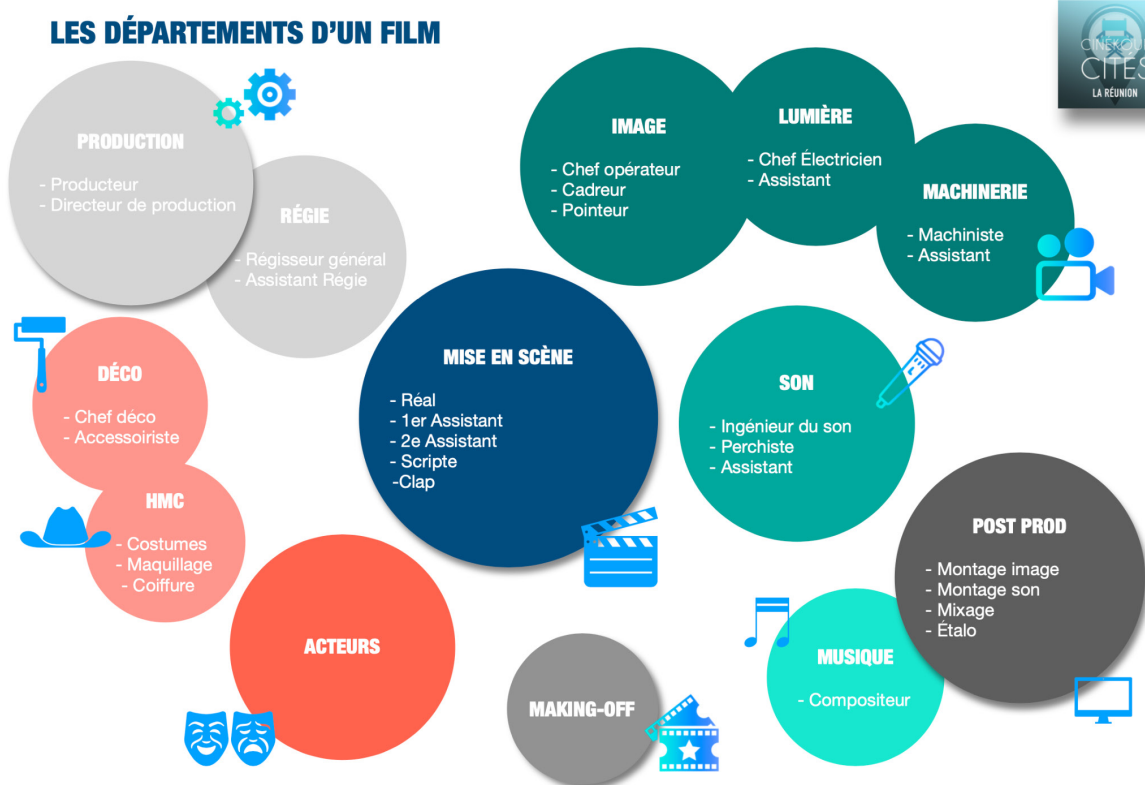 LES DÉPARTEMENTS D'UN FILM
CITÉS
LA RÉUNION
PRODUCTION
- Producteur
- Directeur de production
RÉGIE
- Régisseur général
- Assistant Régie
IMAGE
- Chef opérateur
- Cadreur
- Pointeur
LUMIÈRE
- Chef Électricien
- Assistant
MACHINERIE
- Machiniste
- Assistant
DÉCO
- Chef déco
- Accessoiriste
HMC
- Costumes
- Maquillage
- Coiffure
MISE EN SCÈNE
- Réal
- 1er Assistant
- 2e Assistant
- Scripte
-Clap
SON
- Ingénieur du son
- Perchiste
- Assistant
POST PROD
- Montage image
- Montage son
- Mixage
- Étalo
ACTEURS
MAKING-OFF
MUSIQUE
- Compositeur